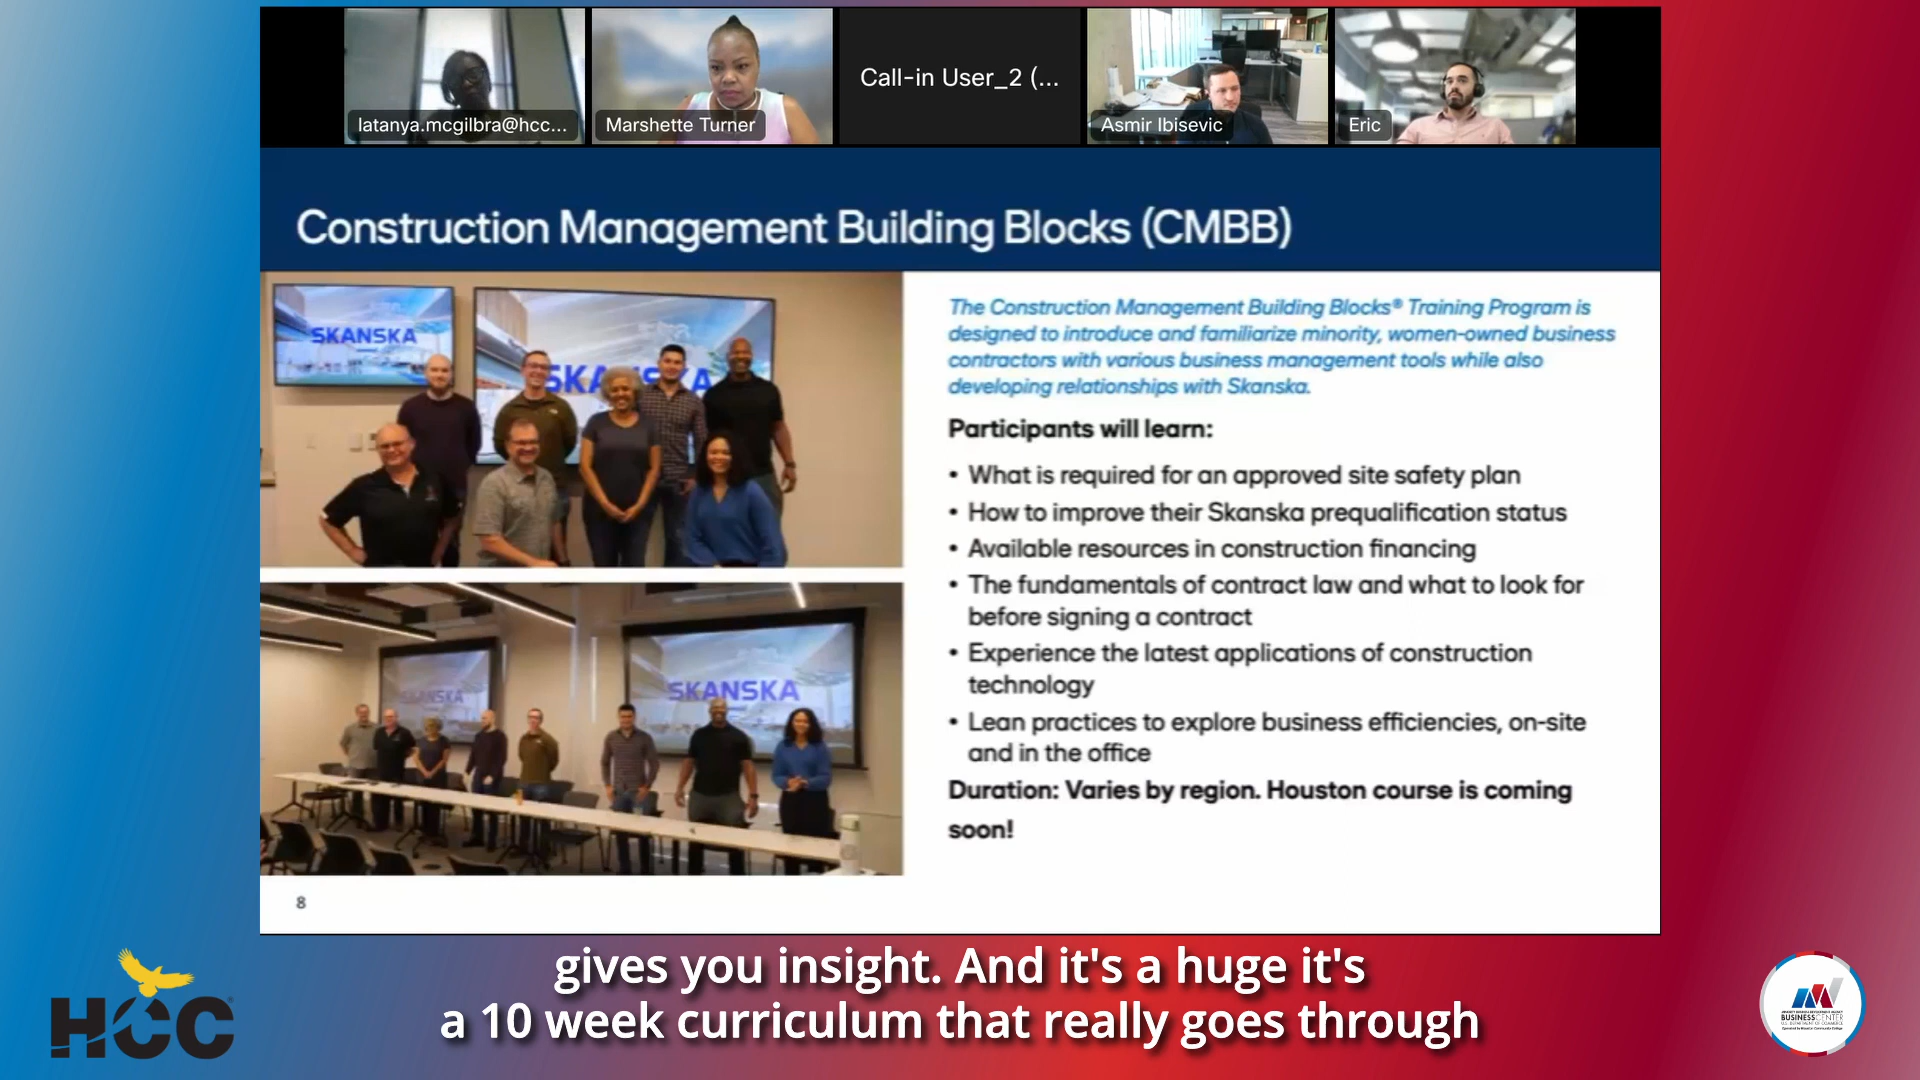 latanya.mcgilbra@hcc...
Marshette Turner
Call-in User_2 (...
Asmir Ibisevic
Eric
Construction Management Building Blocks (CMBB)
SKANSKA
SKANSKA
The Construction Management Building Blocks® Training Program is
designed to introduce and familiarize minority, women-owned business
contractors with various business management tools while also
developing relationships with Skanska.
Participants will learn:
• What is required for an approved site safety plan
• How to improve their Skanska prequalification status
• Available resources in construction financing
• The fundamentals of contract law and what to look for
before signing a contract
• Experience the latest applications of construction
technology
• Lean practices to explore business efficiencies, on-site
and in the office
Duration: Varies by region. Houston course is coming
soon!
SKANSKA
SKANSKA
8
gives you insight. And it's a huge it's
a 10 week curriculum that really goes through
HCC
BUSINESS CENTER